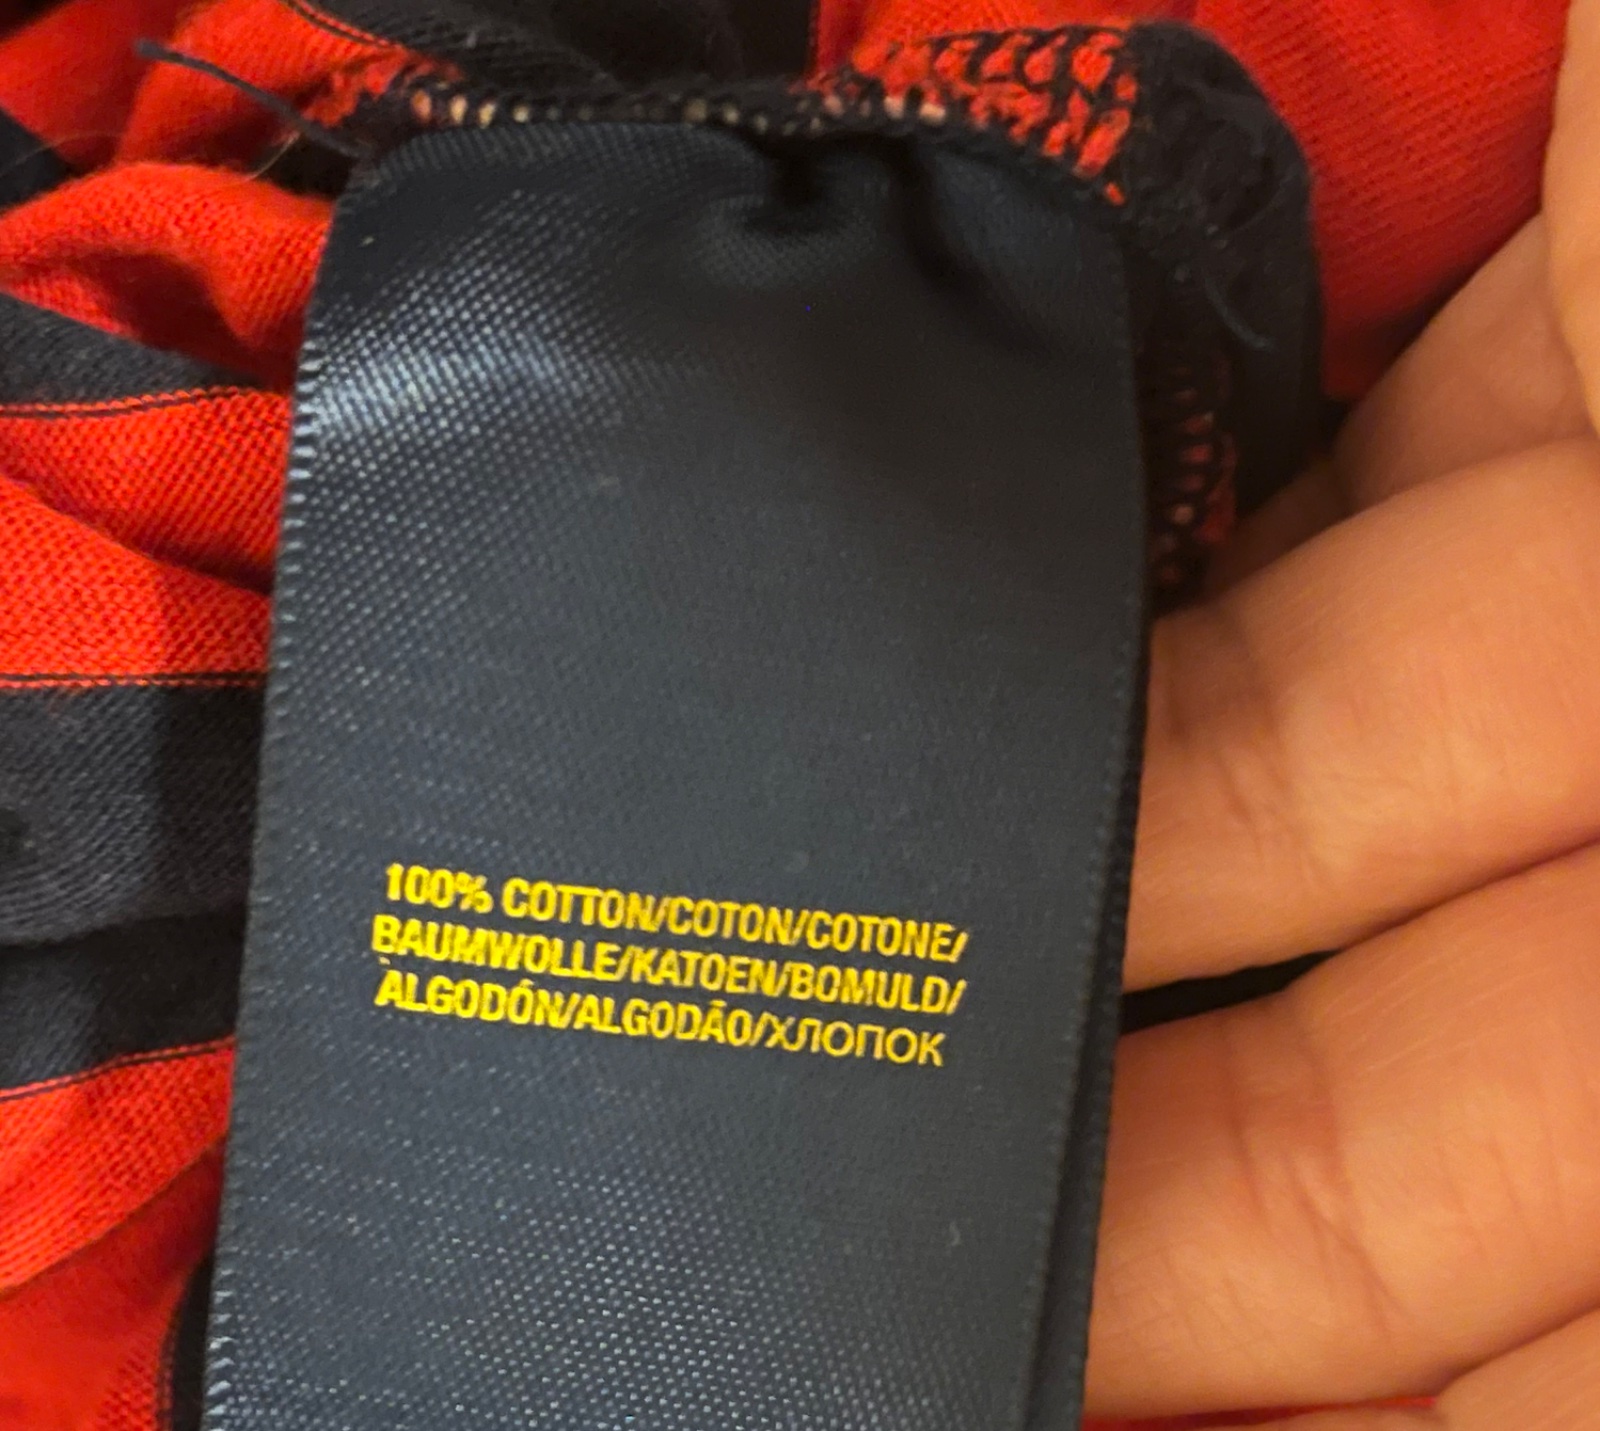 100% COTTON/COTON/COTONE/
BAUMWOLLE/KATOEN/BOMULD/
ALGODÓN/ALGODÃO/ХЛОПОК